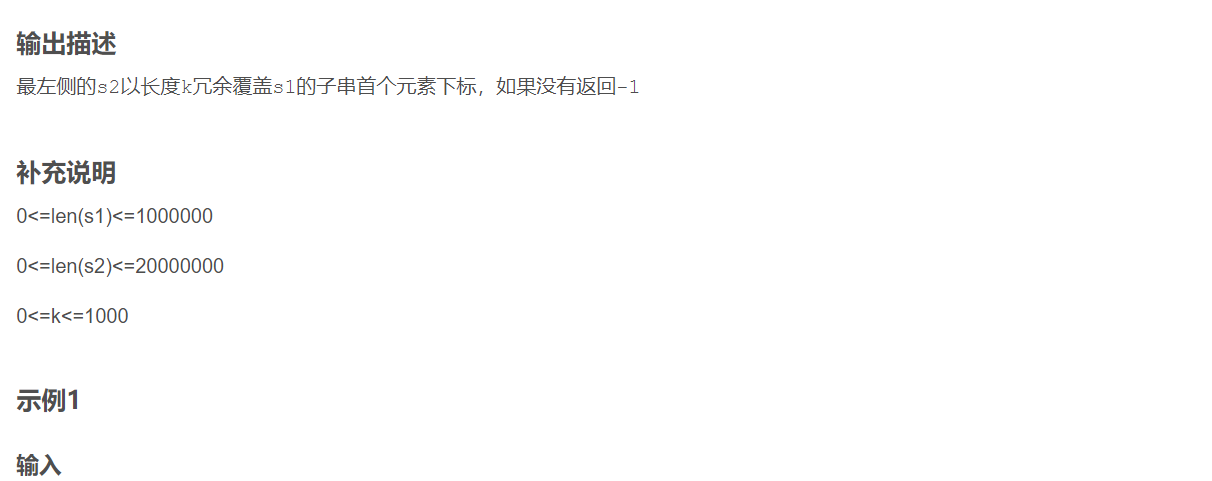 输出描述
最左侧的s2以长度k冗余覆盖s1的子串首个元素下标，如果没有返回-1
补充说明
0<=len(s1)<=1000000
0<=len(s2)<=20000000
0<=k<=1000
示例1
输入